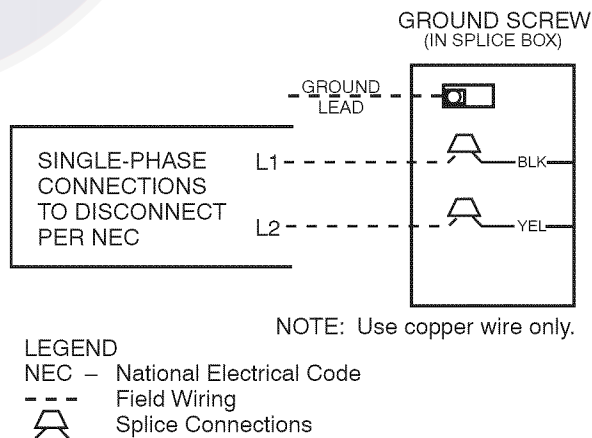 GROUND SCREW
(IN SPLICE BOX)
GROUND
LEAD
SINGLE-PHASE
CONNECTIONS
TO DISCONNECT
PER NEC
L1
BLK
L2
YEL
NOTE: Use copper wire only.
LEGEND
NEC – National Electrical Code
Field Wiring
Splice Connections